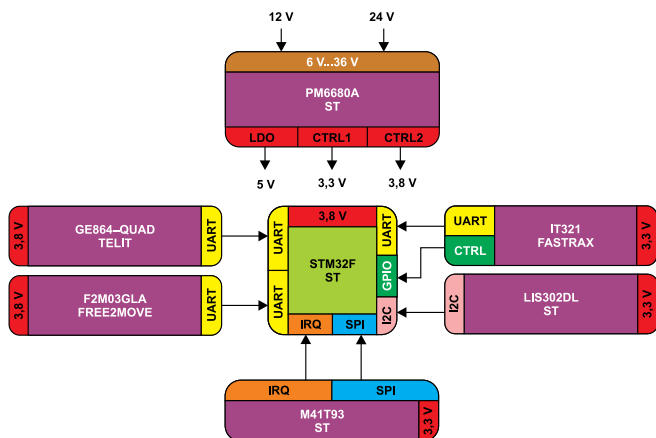 12 V 24 V
6 V...36 V
PM6680A
ST
LDO CTRL1 CTRL2
5 V 3,3 V 3,8 V
3,8 V
GE864–QUAD
TELIT
UART
3,8 V
F2M03GLA
FREE2MOVE
UART
3,8 V
UART
UART
STM32F
ST
UART
GPIO
I2C
IRQ SPI
UART
CTRL
IT321
FASTRAX
3,3 V
I2C
LIS302DL
ST
3,3 V
IRQ SPI
M41T93
ST
3,3 V